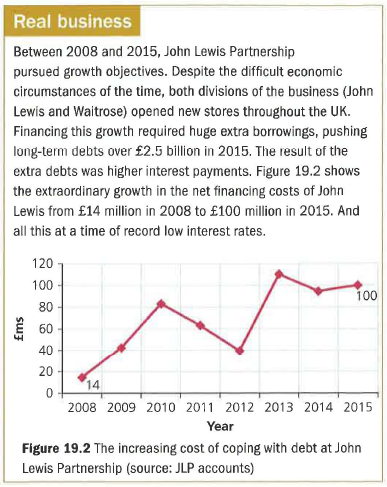 Real business
Between 2008 and 2015, John Lewis Partnership
pursued growth objectives. Despite the difficult economic
circumstances of the time, both divisions of the business (John
Lewis and Waitrose) opened new stores throughout the UK.
Financing this growth required huge extra borrowings, pushing
long-term debts over £2.5 billion in 2015. The result of the
extra debts was higher interest payments. Figure 19.2 shows
the extraordinary growth in the net financing costs of John
Lewis from £14 million in 2008 to £100 million in 2015. And
all this at a time of record low interest rates.
120
100
80
60
40
20
0
£ms
14
100
2008 2009 2010 2011 2012 2013 2014 2015
Year
Figure 19.2 The increasing cost of coping with debt at John
Lewis Partnership (source: JLP accounts)